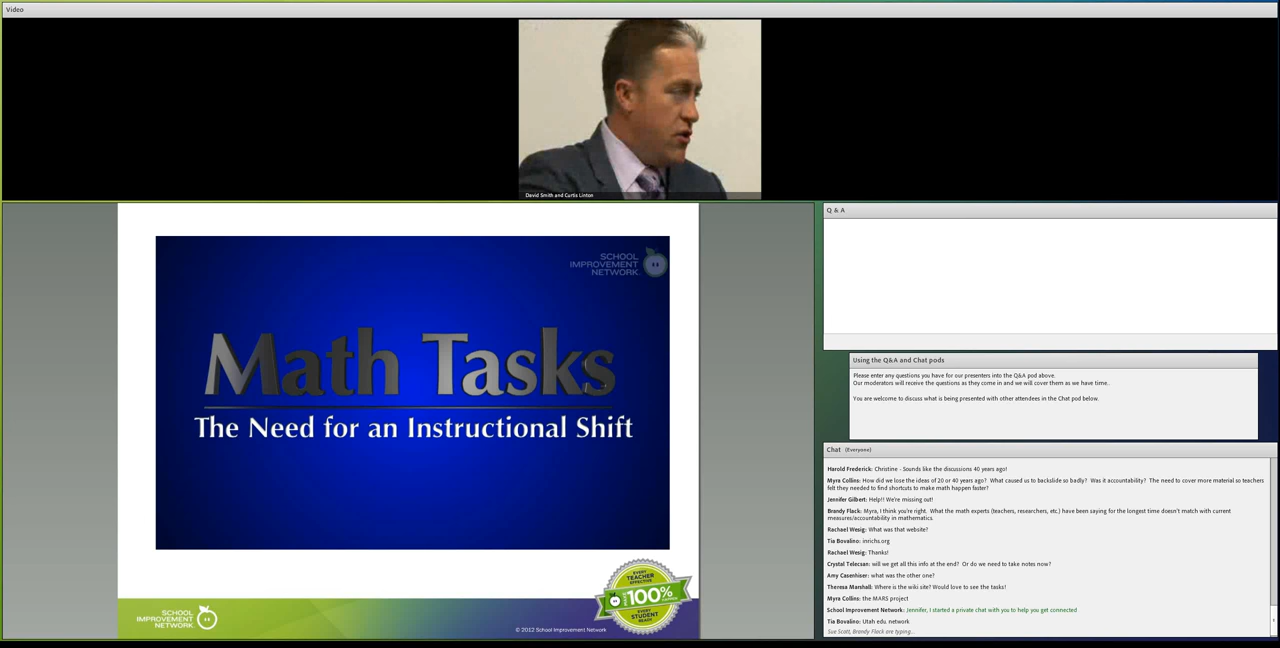 Video
David Smith and Curtis Linton
SCHOOL
IMPROVEMENT
NETWORK
Math Tasks
The Need for an Instructional Shift
EVERY
TEACHER
EFFECTIVE
100%
EVERY
STUDENT
READY
SCHOOL
IMPROVEMENT
NETWORK
© 2012 School Improvement Network
Q & A
Using the Q&A and Chat pods
Please enter any questions you have for our presenters into the Q&A pod above.
Our moderators will receive the questions as they come in and we will cover them as we have time..
You are welcome to discuss what is being presented with other attendees in the Chat pod below.
Chat (Everyone)
Harold Frederick: Christine - Sounds like the discussions 40 years ago!
Myra Collins: How did we lose the ideas of 20 or 40 years ago? What caused us to backslide so badly? Was it accountability? The need to cover more material so teachers
felt they needed to find shortcuts to make math happen faster?
Jennifer Gilbert: Help!! We're missing out!
Brandy Flack: Myra, I think you're right. What the math experts (teachers, researchers, etc.) have been saying for the longest time doesn't match with current
measures/accountability in mathematics.
Rachael Wesig: What was that website?
Tia Bovalino: inrichs.org
Rachael Wesig: Thanks!
Crystal Telecsan: will we get all this info at the end? Or do we need to take notes now?
Amy Casenhiser: what was the other one?
Theresa Marshall: Where is the wiki site? Would love to see the tasks!
Myra Collins: the MARS project
School Improvement Network: Jennifer, I started a private chat with you to help you get connected
Tia Bovalino: Utah edu. network
Sue Scott, Brandy Flack are typing...